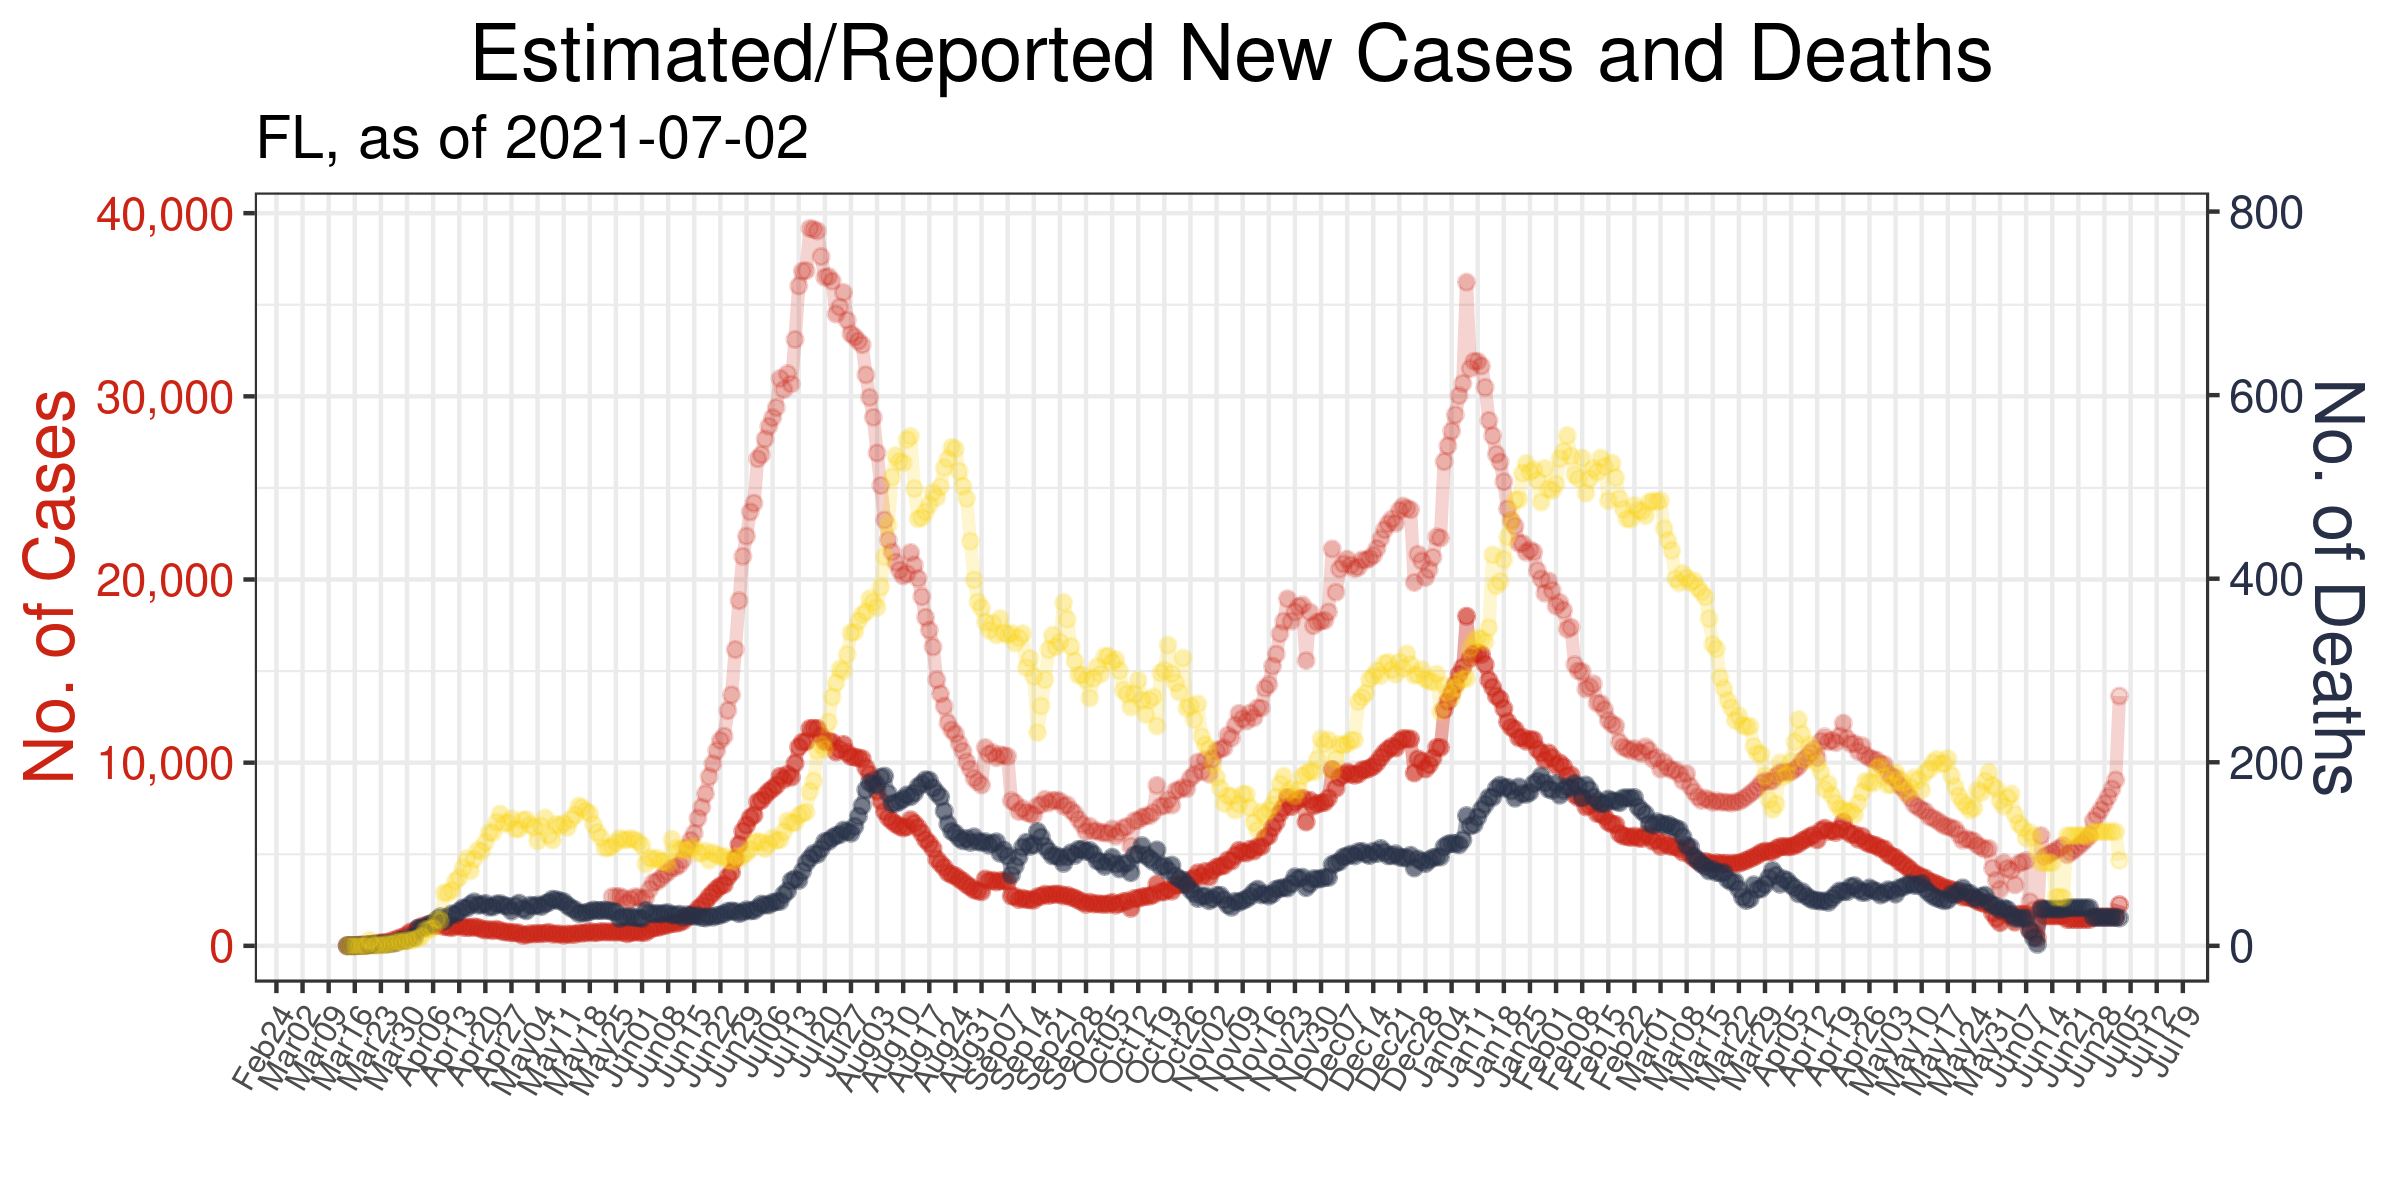 Estimated/Reported New Cases and Deaths
FL, as of 2021-07-02
No. of Cases
40,000
30,000
20,000
10,000
0
800
600
400
200
0
No. of Deaths
Feb24
Mar02
Mar09
Mar16
Mar23
Mar30
Apr06
Apr13
Apr20
Apr27
May04
May11
May18
May25
Jun01
Jun08
Jun15
Jun22
Jun29
Jul06
Jul13
Jul20
Jul27
Aug03
Aug10
Aug17
Aug24
Aug31
Sep07
Sep14
Sep21
Sep28
Oct05
Oct12
Oct19
Oct26
Nov02
Nov09
Nov16
Nov23
Nov30
Dec07
Dec14
Dec21
Dec28
Jan04
Jan11
Jan18
Jan25
Feb01
Feb08
Feb15
Feb22
Mar01
Mar08
Mar15
Mar22
Mar29
Apr05
Apr12
Apr19
Apr26
May03
May10
May17
May24
May31
Jun07
Jun14
Jun21
Jun28
Jul05
Jul12
Jul19